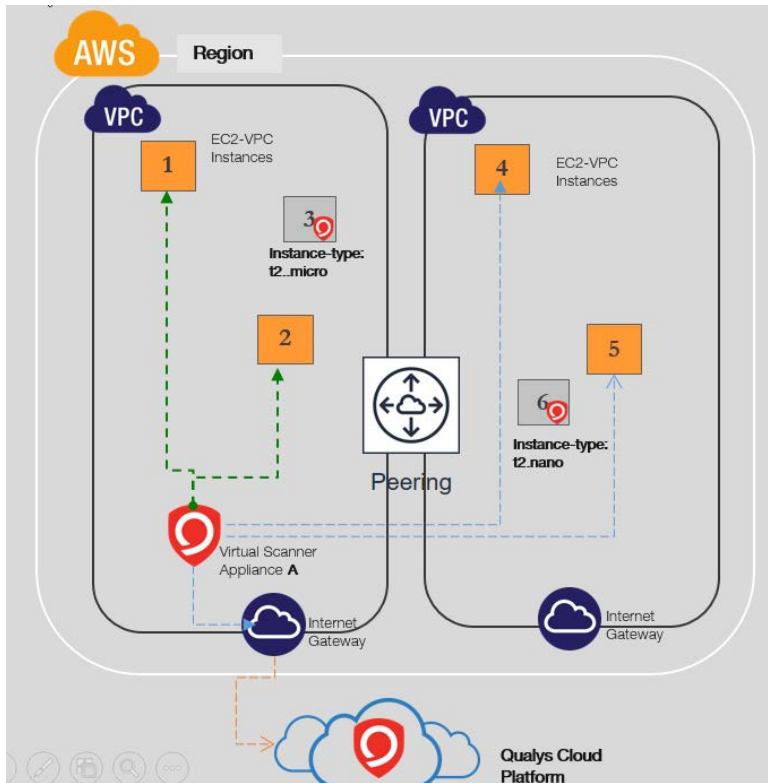 AWS
Region
VPC
EC2-VPC
Instances
1
3
Instance-type:
t2..micro
2
Virtual Scanner
Appliance A
Internet
Gateway
Peering
VPC
EC2-VPC
Instances
4
5
6
Instance-type:
t2.nano
Internet
Gateway
Qualys Cloud
Platform